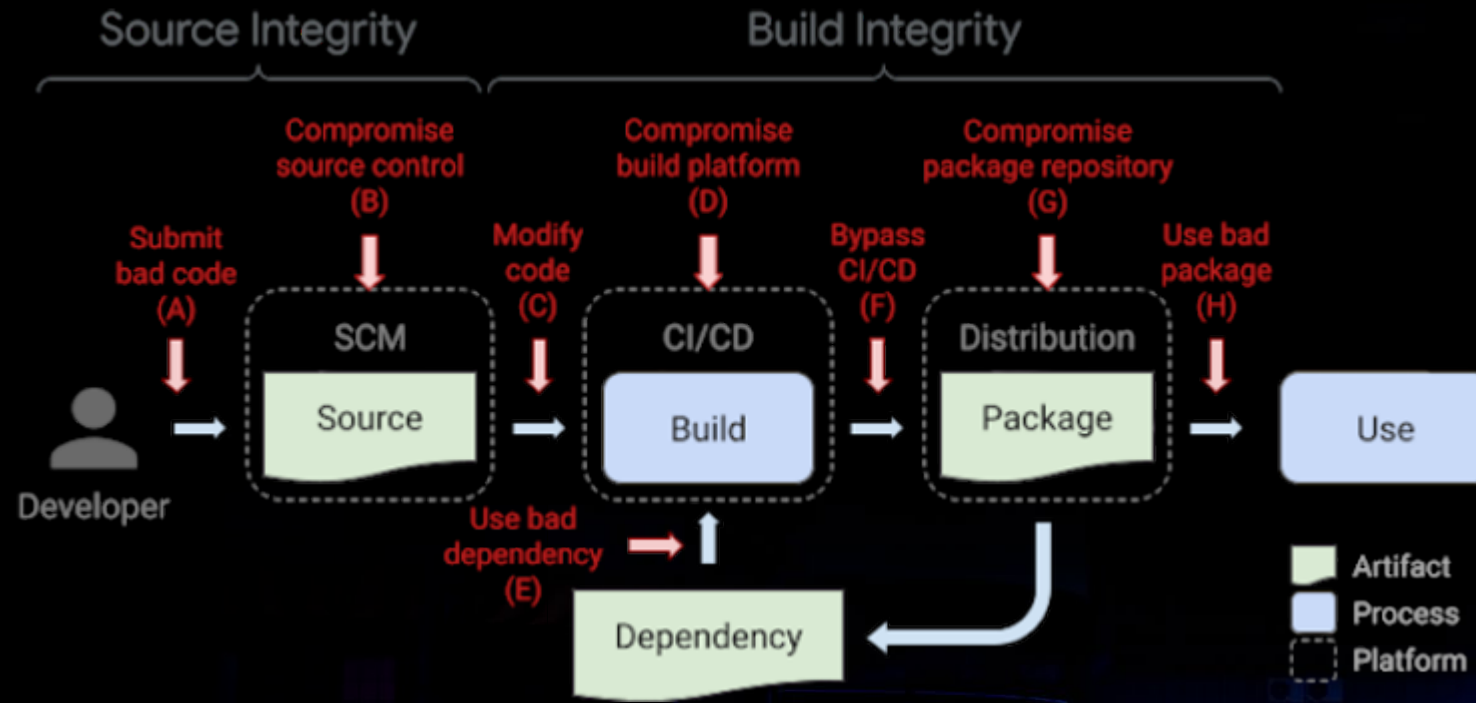 Source Integrity
Build Integrity
Compromise
source control
(B)
Compromise
build platform
(D)
Compromise
package repository
(G)
Submit
bad code
(A)
Modify
code
(C)
Bypass
CI/CD
(F)
Use bad
package
(H)
SCM
Source
CI/CD
Build
Distribution
Package
Use
Developer
Use bad
dependency
(E)
Dependency
Artifact
Process
Platform